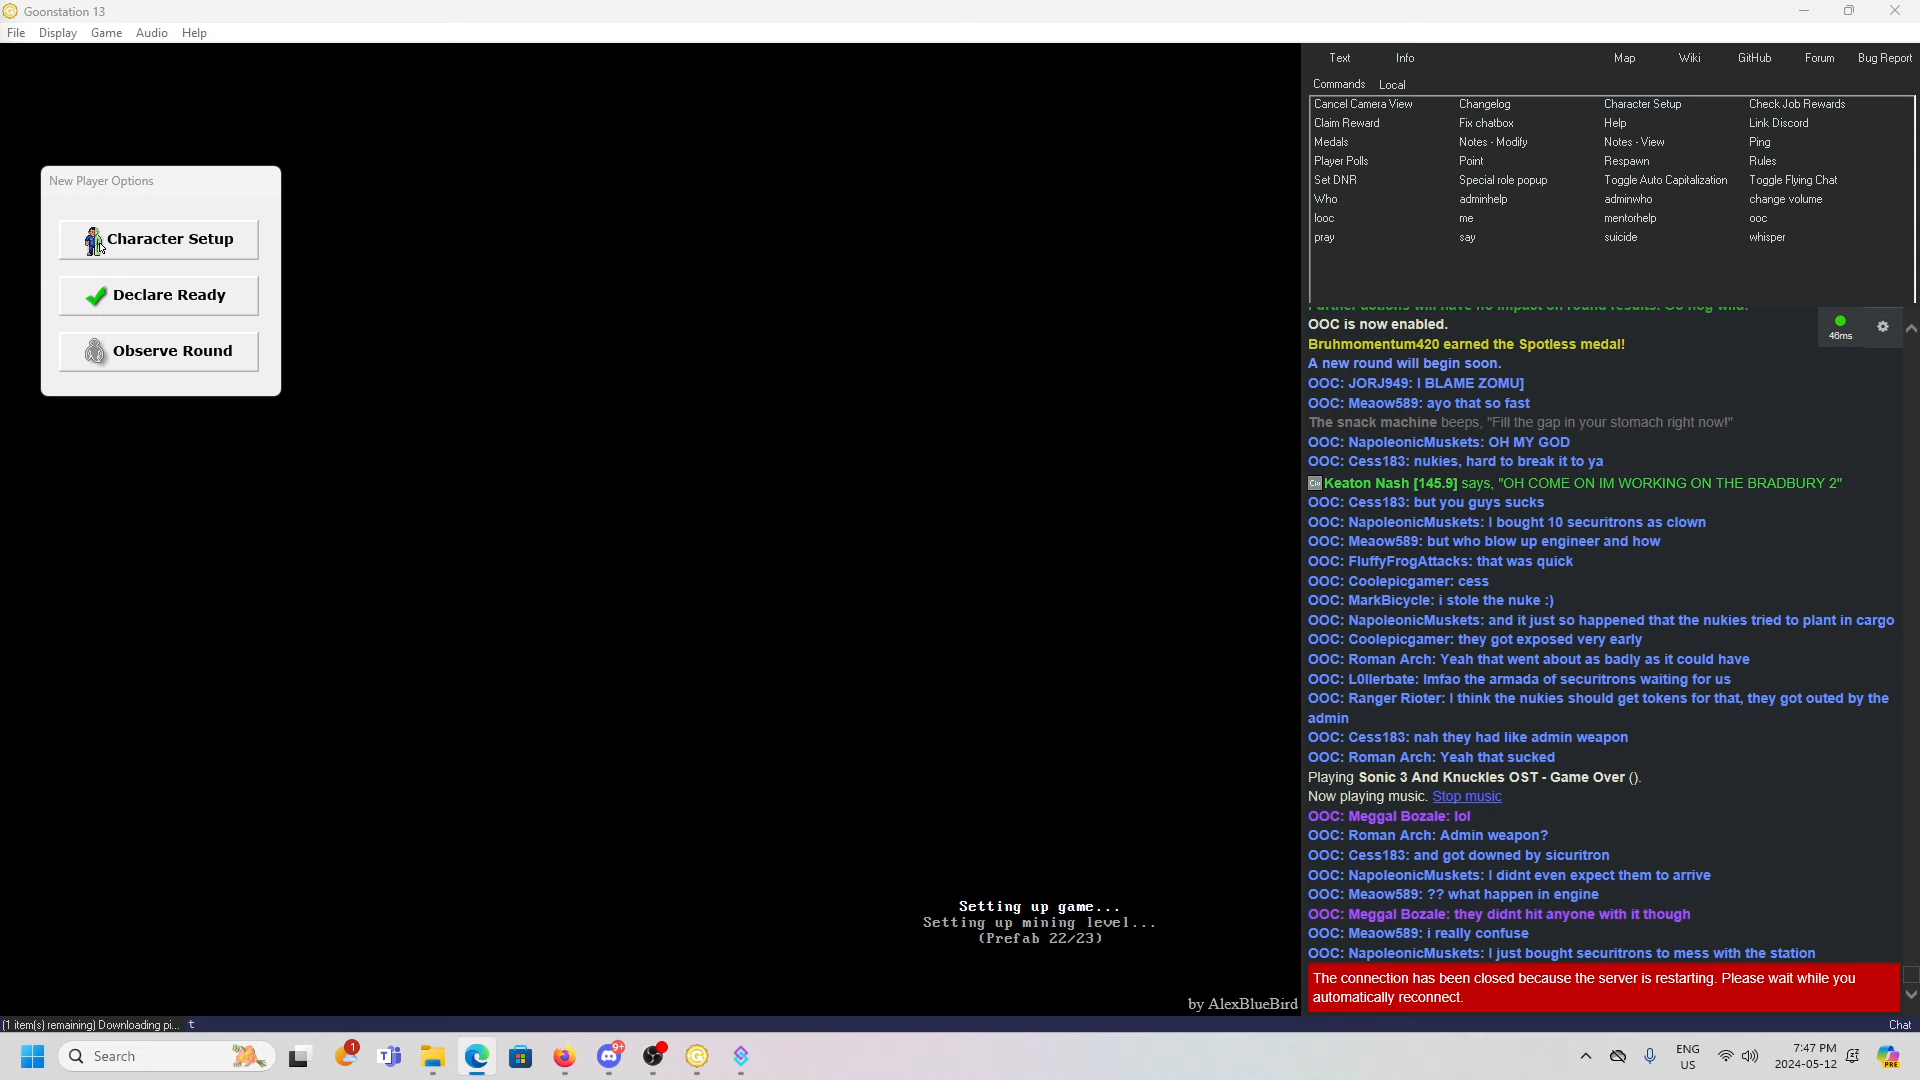 Goonstation 13
File Display Game Audio Help
New Player Options
Character Setup
Declare Ready
Observe Round
Setting up game...
Setting up mining level...
(Prefab 22/23)
by AlexBlueBird
Text Info Map Wiki GitHub Forum Bug Report
Commands Local
Cancel Camera View Changelog Character Setup Check Job Rewards
Claim Reward Fix chatbox Help Link Discord
Medals Notes - Modify Notes - View Ping
Player Polls Point Respawn Rules
Set DNR Special role popup Toggle Auto Capitalization Toggle Flying Chat
Who adminhelp adminwho change volume
looc me mentorhelp ooc
pray say suicide whisper
46ms
OOC is now enabled.
Bruhmomentum420 earned the Spotless medal!
A new round will begin soon.
OOC: JORJ949: I BLAME ZOMU]
OOC: Meaow589: ayo that so fast
The snack machine beeps, "Fill the gap in your stomach right now!"
OOC: NapoleonicMuskets: OH MY GOD
OOC: Cess183: nukies, hard to break it to ya
Keaton Nash [145.9] says, "OH COME ON IM WORKING ON THE BRADBURY 2"
OOC: Cess183: but you guys sucks
OOC: NapoleonicMuskets: I bought 10 securitrons as clown
OOC: Meaow589: but who blow up engineer and how
OOC: FluffyFrogAttacks: that was quick
OOC: Coolepicgamer: cess
OOC: MarkBicycle: i stole the nuke :)
OOC: NapoleonicMuskets: and it just so happened that the nukies tried to plant in cargo
OOC: Coolepicgamer: they got exposed very early
OOC: Roman Arch: Yeah that went about as badly as it could have
OOC: L0llerbate: lmfao the armada of securitrons waiting for us
OOC: Ranger Rioter: I think the nukies should get tokens for that, they got outed by the
admin
OOC: Cess183: nah they had like admin weapon
OOC: Roman Arch: Yeah that sucked
Playing Sonic 3 And Knuckles OST - Game Over ().
Now playing music. Stop music
OOC: Meggal Bozale: lol
OOC: Roman Arch: Admin weapon?
OOC: Cess183: and got downed by sicuritron
OOC: NapoleonicMuskets: I didnt even expect them to arrive
OOC: Meaow589: ?? what happen in engine
OOC: Meggal Bozale: they didnt hit anyone with it though
OOC: Meaow589: i really confuse
OOC: NapoleonicMuskets: I just bought securitrons to mess with the station
The connection has been closed because the server is restarting. Please wait while you
automatically reconnect.
(1 item(s) remaining) Downloading pi... t
Chat
Search
1
9+
ENG
US
7:47 PM
2024-05-12
PRE